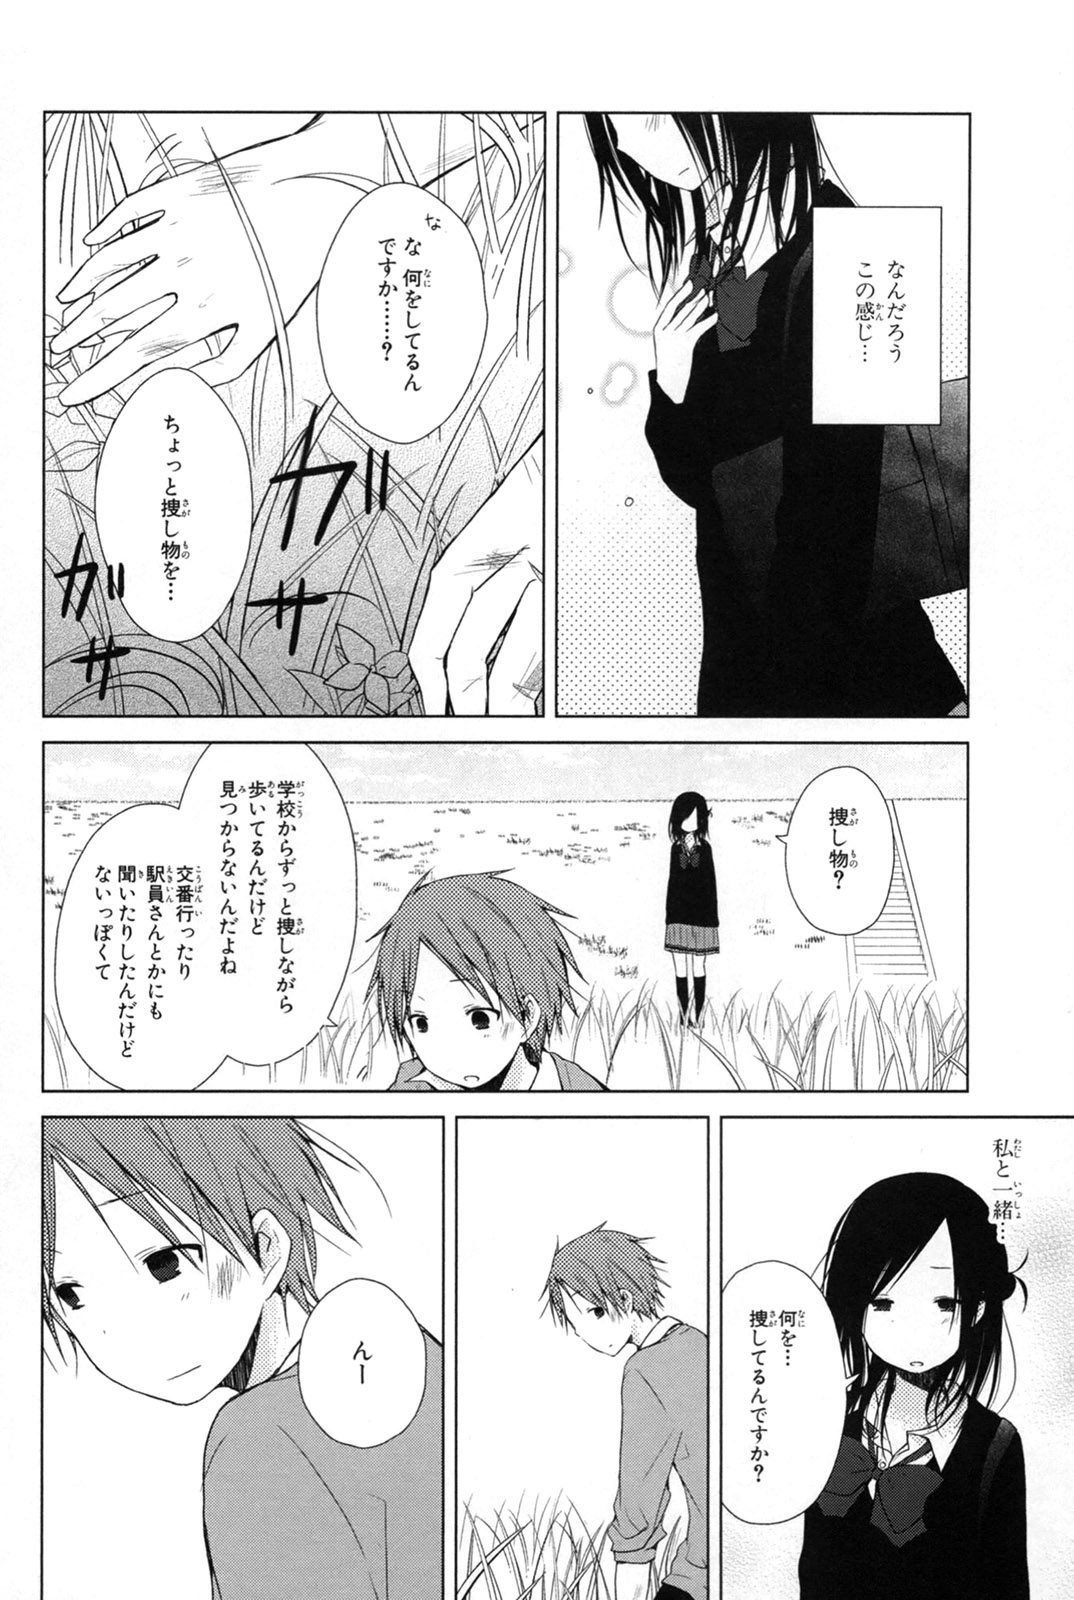 なんだろう
この感じ…
な
な 何をしてるん
ですか……?
ちょっと捜し物を…
ガサ
ガサ
捜し物?
学校からずっと捜しながら
歩いてるんだけど
見つからないんだよね
交番行ったり
駅員さんとかにも
聞いたりしたんだけど
ないっぽくて
私と一緒…
何を…
捜してるんですか?
んー